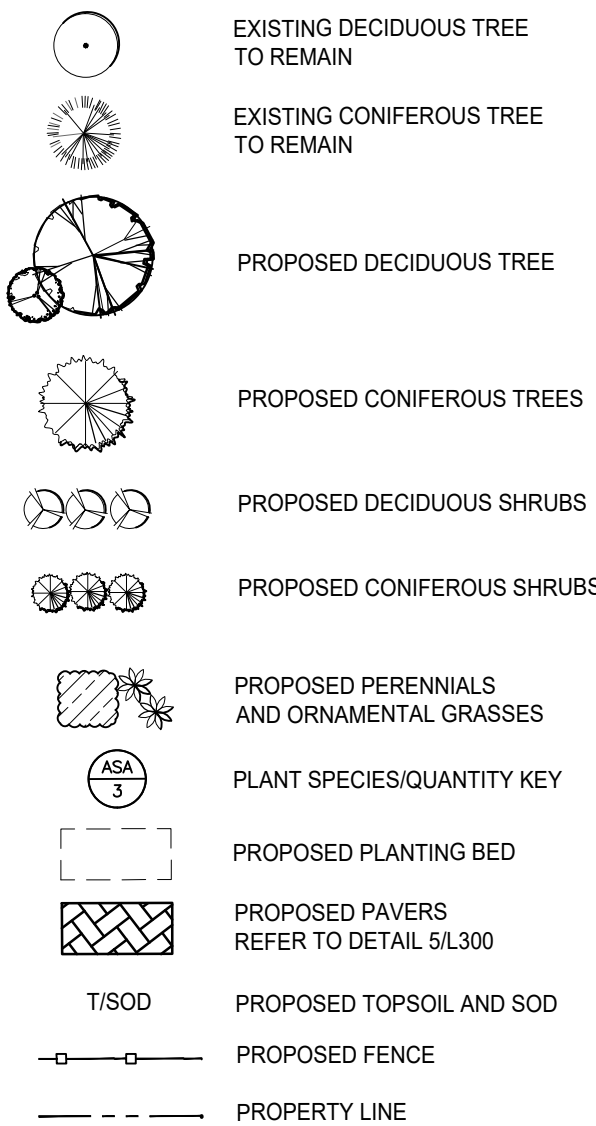 EXISTING DECIDUOUS TREE
TO REMAIN
EXISTING CONIFEROUS TREE
TO REMAIN
PROPOSED DECIDUOUS TREE
PROPOSED CONIFEROUS TREES
PROPOSED DECIDUOUS SHRUBS
PROPOSED CONIFEROUS SHRUBS
PROPOSED PERENNIALS
AND ORNAMENTAL GRASSES
ASA
3
PLANT SPECIES/QUANTITY KEY
PROPOSED PLANTING BED
PROPOSED PAVERS
REFER TO DETAIL 5/L300
T/SOD PROPOSED TOPSOIL AND SOD
PROPOSED FENCE
PROPERTY LINE